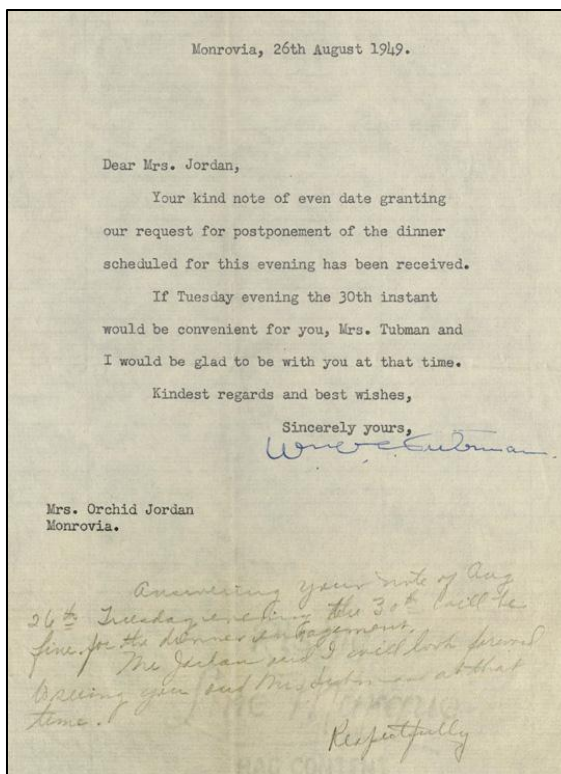 Monrovia, 26th August 1949.
Dear Mrs. Jordan,
Your kind note of even date granting
our request for postponement of the dinner
scheduled for this evening has been received.
If Tuesday evening the 30th instant
would be convenient for you, Mrs. Tubman and
I would be glad to be with you at that time.
Kindest regards and best wishes,
Sincerely yours,
Tubman
Mrs. Orchid Jordan
Monrovia.
Answering your note of Aug
26th Tuesday evening the 30th will be
fine for the dinner engagement.
Mr Jordan and I will look forward
seeing you and Mrs Tubman at that
time.
Respectfully